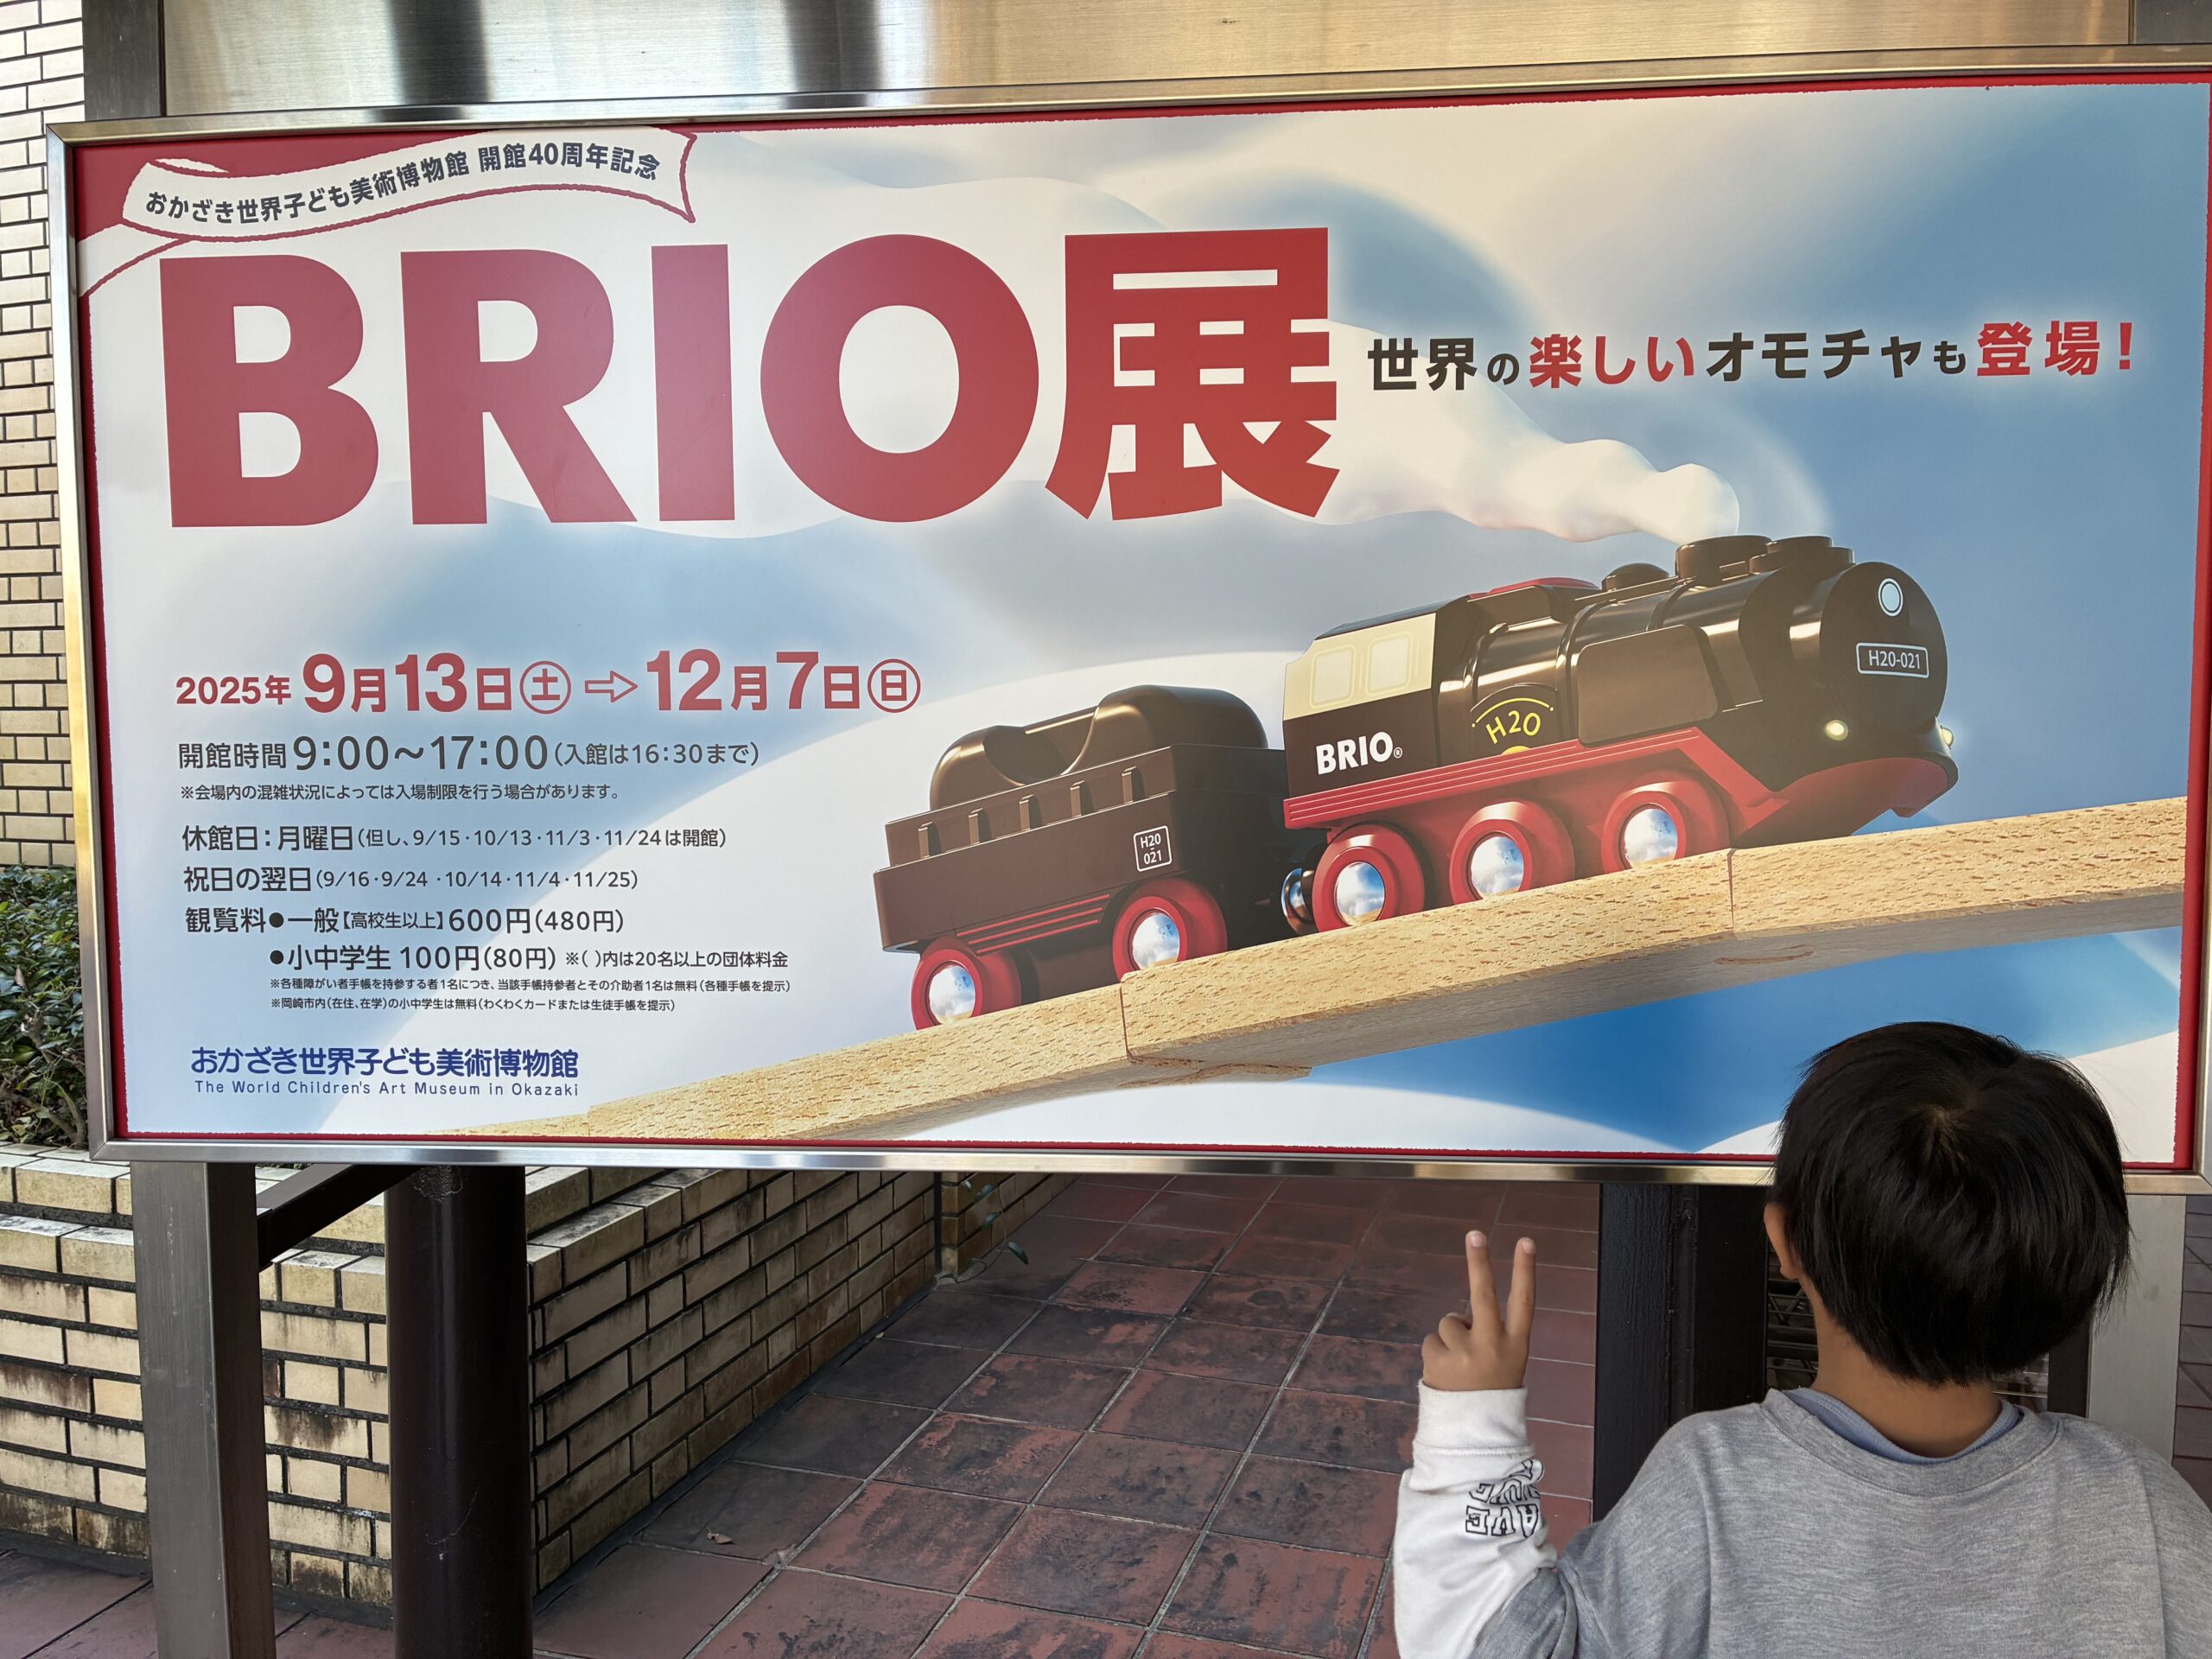 おかざき世界子ども美術博物館 開館40周年記念
BRIO展
世界の楽しいオモチャも登場！
2025年 9月13日㊏⇨12月7日㊐
開館時間9:00〜17:00(入館は16:30まで)
※会場内の混雑状況によっては入場制限を行う場合があります。
休館日：月曜日(但し、9/15・10/13・11/3・11/24は開館)
祝日の翌日(9/16・9/24・10/14・11/4・11/25)
観覧料●一般【高校生以上】600円(480円)
●小中学生 100円(80円) ※( )内は20名以上の団体料金
※各種障がい者手帳を持参する者1名につき、当該手帳持参者とその介助者1名は無料(各種手帳を提示)
※岡崎市内(在住、在学)の小中学生は無料(わくわくカードまたは生徒手帳を提示)
おかざき世界子ども美術博物館
The World Children's Art Museum in Okazaki
H20-021
H20
BRIO®
H20
-
021